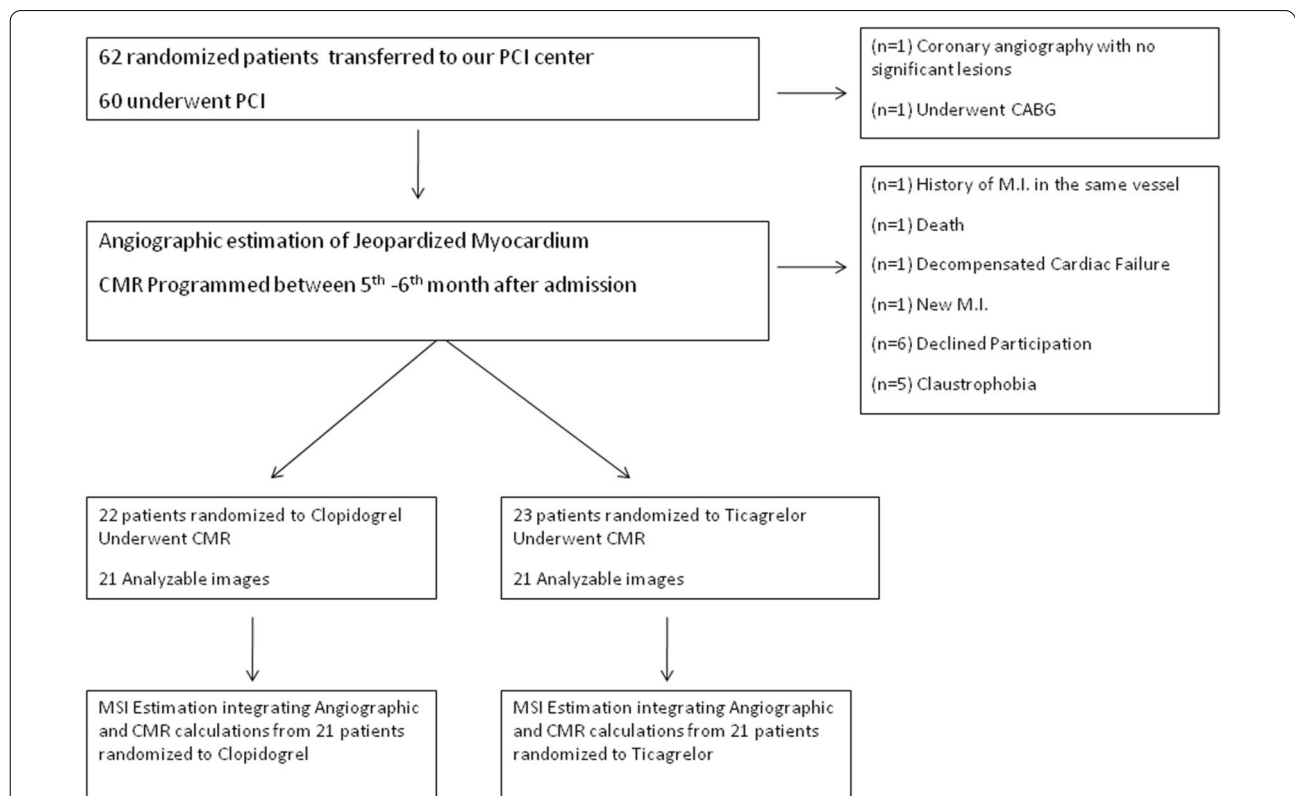 62 randomized patients transferred to our PCI center
60 underwent PCI
(n=1) Coronary angiography with no
significant lesions
(n=1) Underwent CABG
Angiographic estimation of Jeopardized Myocardium
CMR Programmed between 5th -6th month after admission
(n=1) History of M.I. in the same vessel
(n=1) Death
(n=1) Decompensated Cardiac Failure
(n=1) New M.I.
(n=6) Declined Participation
(n=5) Claustrophobia
22 patients randomized to Clopidogrel
Underwent CMR
21 Analyzable images
23 patients randomized to Ticagrelor
Underwent CMR
21 Analyzable images
MSI Estimation integrating Angiographic
and CMR calculations from 21 patients
randomized to Clopidogrel
MSI Estimation integrating Angiographic
and CMR calculations from 21 patients
randomized to Ticagrelor